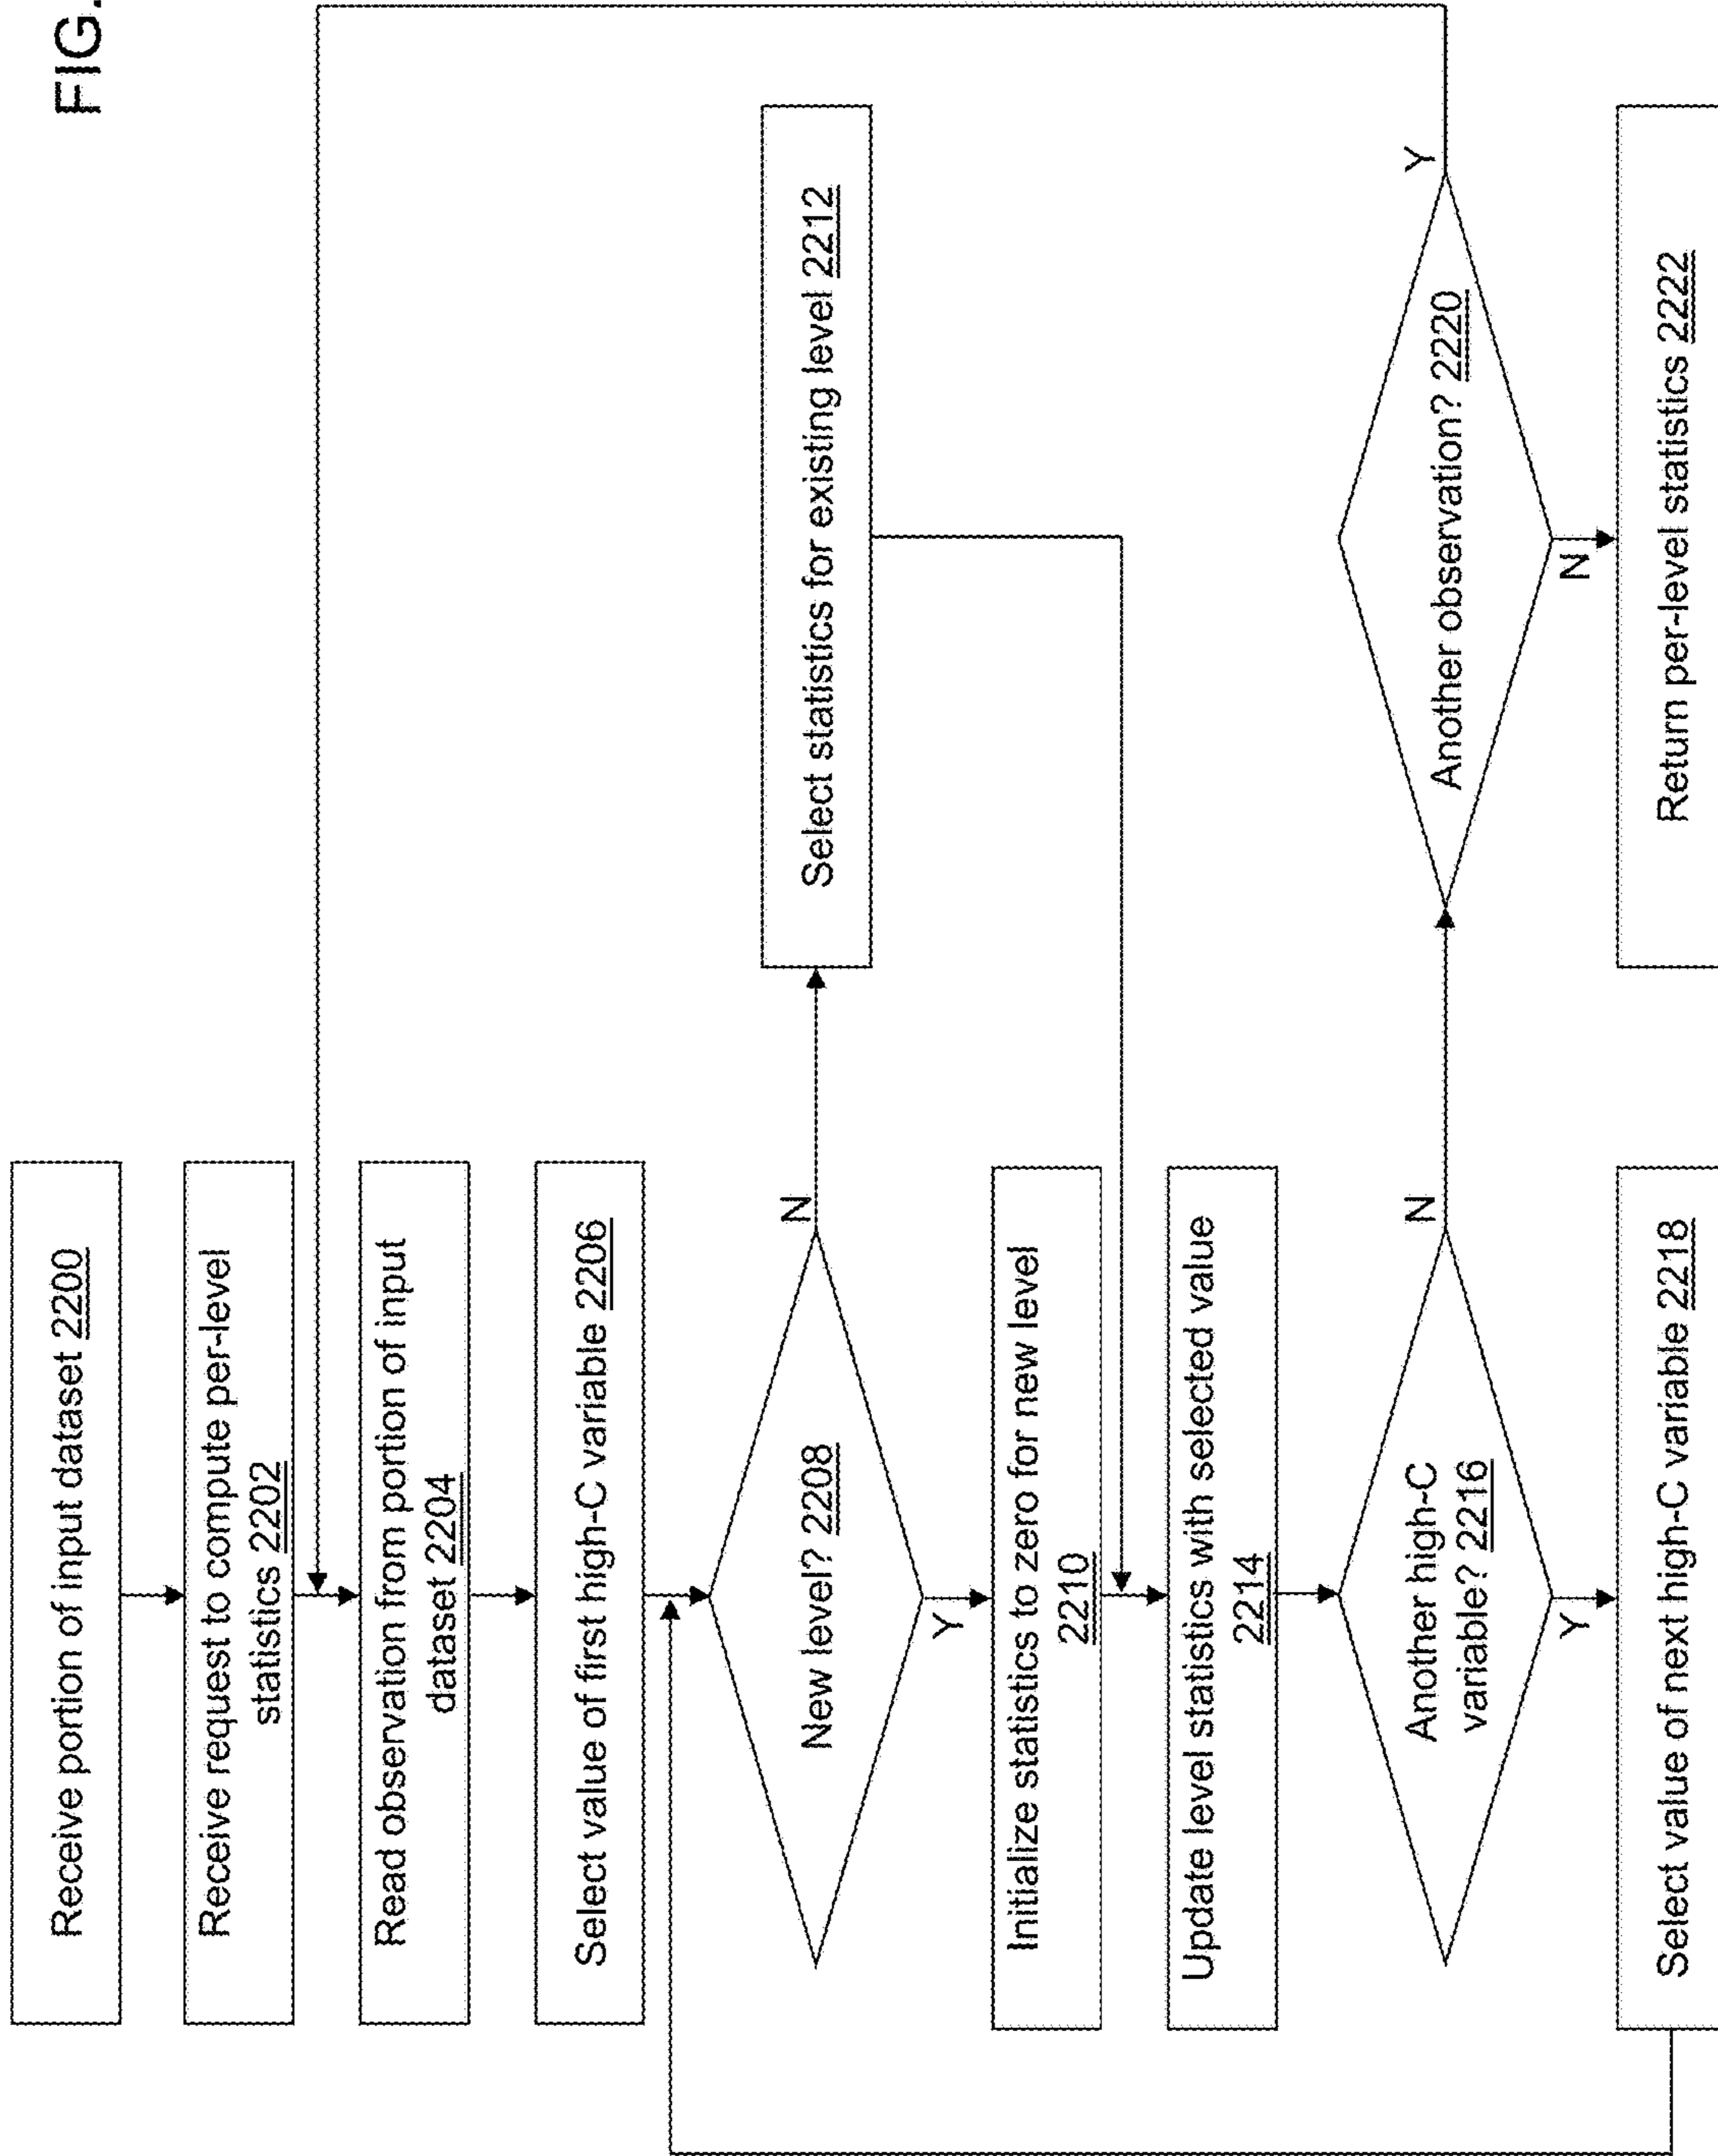 FIG.
Receive portion of input dataset 2200
Receive request to compute per-level
statistics 2202
Read observation from portion of input
dataset 2204
Select value of first high-C variable 2206
New level? 2208
N
Select statistics for existing level 2212
Y
Initialize statistics to zero for new level
2210
Update level statistics with selected value
2214
Another high-C
variable? 2216
N
Another observation? 2220
Y
Y
Select value of next high-C variable 2218
N
Return per-level statistics 2222